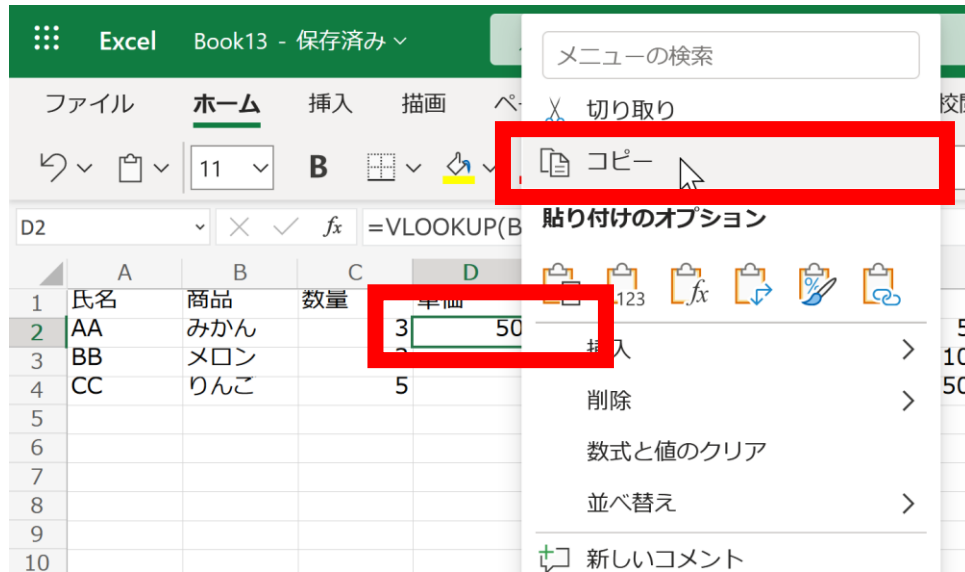 Excel Book13 - 保存済み
メニューの検索
ファイル ホーム 挿入 描画
切り取り
11 B
コピー
D2 fx =VLOOKUP(B
貼り付けのオプション
A B C D
123 fx
1 氏名 商品 数量 単価
2 AA みかん 3 50
3 BB メロン
挿入
4 CC りんご 5
削除
5
6
数式と値のクリア
7
8
並べ替え
9
10
新しいコメント